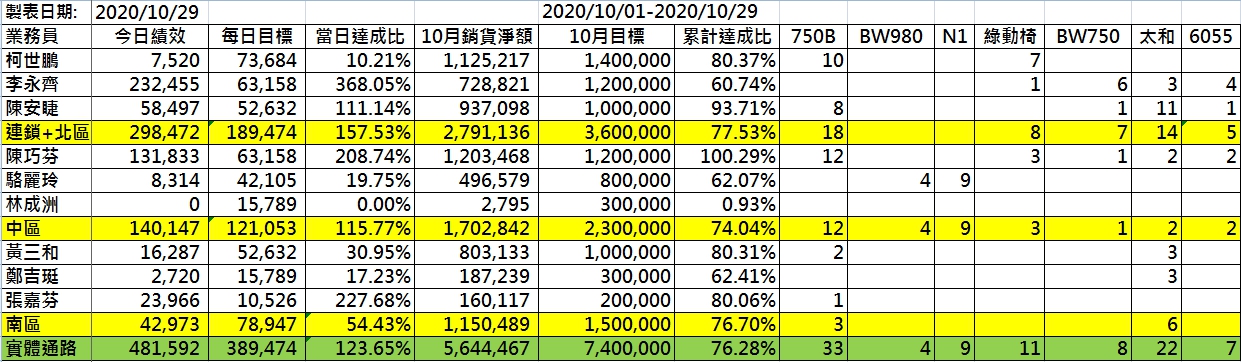 製表日期: 2020/10/29 2020/10/01-2020/10/29
業務員 今日績效 每日目標 當日達成比 10月銷貨淨額 10月目標 累計達成比 750B BW980 N1 綠動椅 BW750 太和 6055
柯世鵬 7,520 73,684 10.21% 1,125,217 1,400,000 80.37% 10 7
李永齊 232,455 63,158 368.05% 728,821 1,200,000 60.74% 1 6 3 4
陳安睫 58,497 52,632 111.14% 937,098 1,000,000 93.71% 8 1 11 1
連鎖+北區 298,472 189,474 157.53% 2,791,136 3,600,000 77.53% 18 8 7 14 5
陳巧芬 131,833 63,158 208.74% 1,203,468 1,200,000 100.29% 12 3 1 2 2
駱麗玲 8,314 42,105 19.75% 496,579 800,000 62.07% 4 9
林成洲 0 15,789 0.00% 2,795 300,000 0.93%
中區 140,147 121,053 115.77% 1,702,842 2,300,000 74.04% 12 4 9 3 1 2 2
黃三和 16,287 52,632 30.95% 803,133 1,000,000 80.31% 2 3
鄭吉珽 2,720 15,789 17.23% 187,239 300,000 62.41% 3
張嘉芬 23,966 10,526 227.68% 160,117 200,000 80.06% 1
南區 42,973 78,947 54.43% 1,150,489 1,500,000 76.70% 3 6
實體通路 481,592 389,474 123.65% 5,644,467 7,400,000 76.28% 33 4 9 11 8 22 7